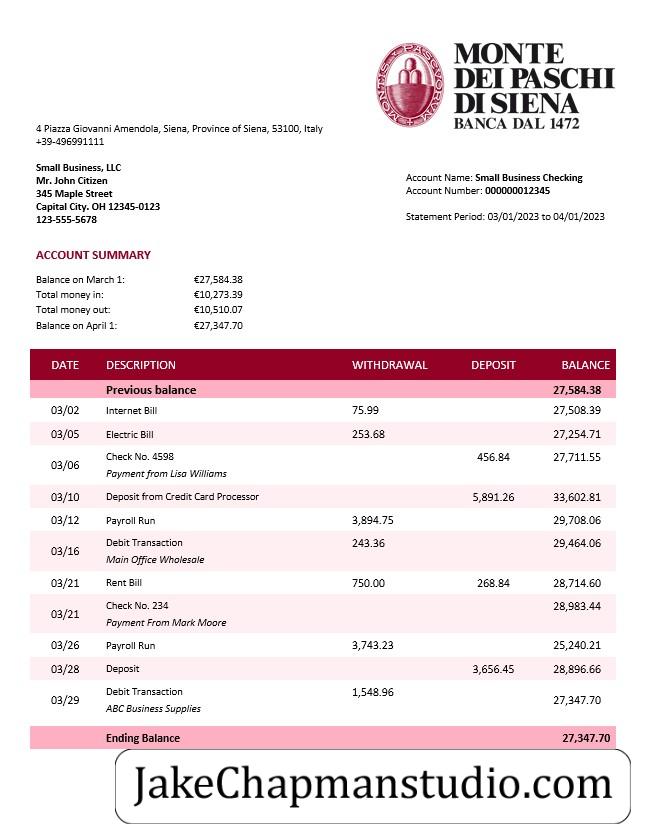 MONTE
DEI PASCHI
DI SIENA
BANCA DAL 1472
MONTIS PASCUORUM
4 Piazza Giovanni Amendola, Siena, Province of Siena, 53100, Italy
+39-496991111
Small Business, LLC
Mr. John Citizen
345 Maple Street
Capital City. OH 12345-0123
123-555-5678
Account Name: Small Business Checking
Account Number: 000000012345
Statement Period: 03/01/2023 to 04/01/2023
ACCOUNT SUMMARY
Balance on March 1: €27,584.38
Total money in: €10,273.39
Total money out: €10,510.07
Balance on April 1: €27,347.70
DATE DESCRIPTION WITHDRAWAL DEPOSIT BALANCE
Previous balance 27,584.38
03/02 Internet Bill 75.99 27,508.39
03/05 Electric Bill 253.68 27,254.71
03/06 Check No. 4598 456.84 27,711.55
Payment from Lisa Williams
03/10 Deposit from Credit Card Processor 5,891.26 33,602.81
03/12 Payroll Run 3,894.75 29,708.06
03/16 Debit Transaction 243.36 29,464.06
Main Office Wholesale
03/21 Rent Bill 750.00 268.84 28,714.60
03/21 Check No. 234 28,983.44
Payment From Mark Moore
03/26 Payroll Run 3,743.23 25,240.21
03/28 Deposit 3,656.45 28,896.66
03/29 Debit Transaction 1,548.96 27,347.70
ABC Business Supplies
Ending Balance 27,347.70
JakeChapmanstudio.com